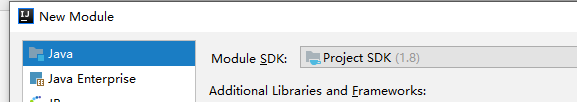 New Module
Java
Module SDK: Project SDK (1.8)
Java Enterprise
Additional Libraries and Frameworks: